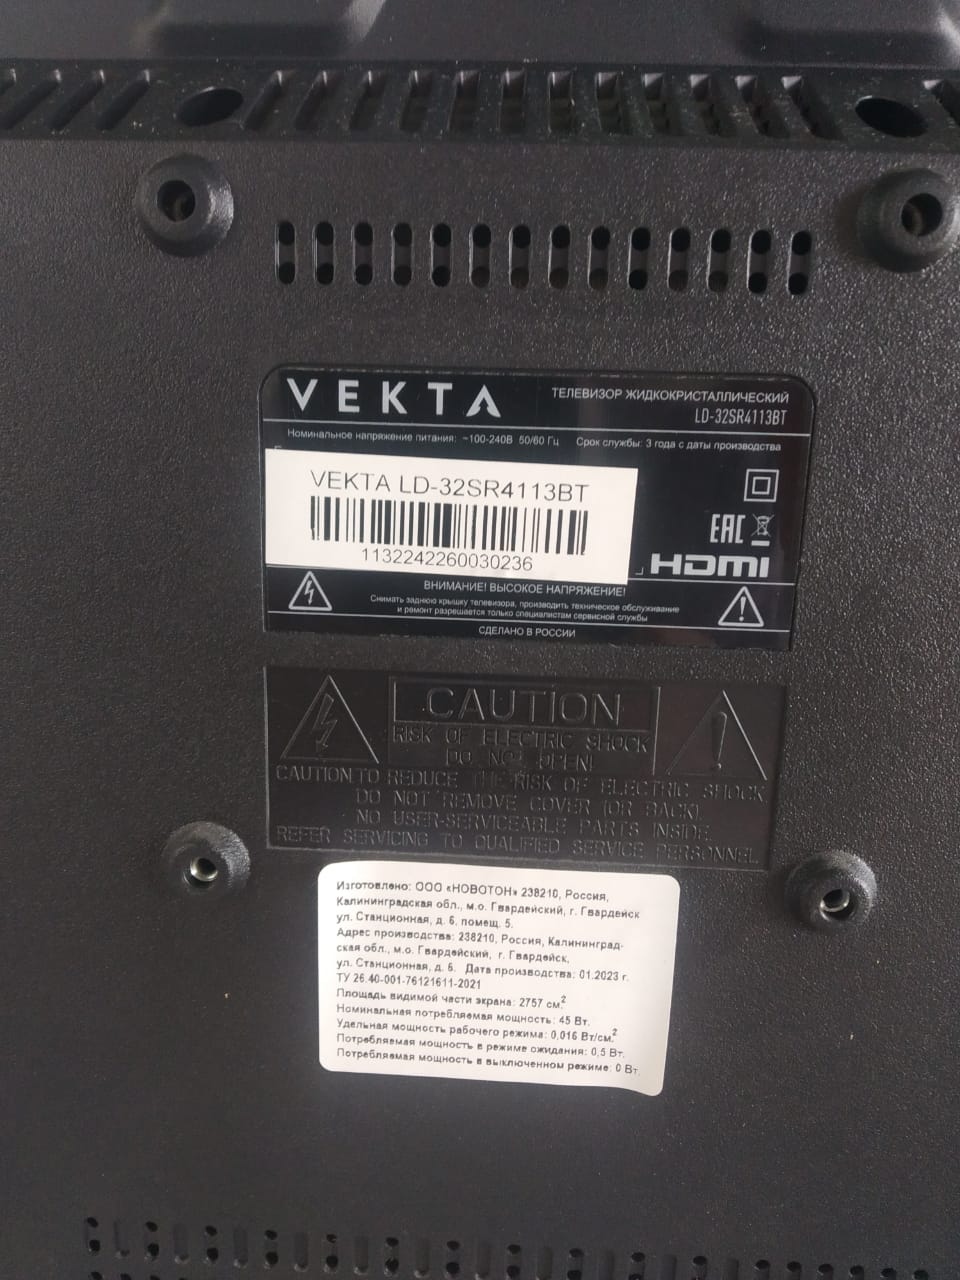 VEKTA
ТЕЛЕВИЗОР ЖИДКОКРИСТАЛЛИЧЕСКИЙ
LD-32SR4113BT
Номинальное напряжение питания: ~100-240В 50/60 Гц
Срок службы: 3 года с даты производства
VEKTA LD-32SR4113BT
1132242260030236
EAC
HDMI
ВНИМАНИЕ! ВЫСОКОЕ НАПРЯЖЕНИЕ!
Снимать заднюю крышку телевизора, производить техническое обслуживание
и ремонт разрешается только специалистам сервисной службы
СДЕЛАНО В РОССИИ
CAUTION
RISK OF ELECTRIC SHOCK
DO NOT OPEN!
CAUTION:TO REDUCE THE RISK OF ELECTRIC SHOCK
DO NOT REMOVE COVER (OR BACK)
NO USER-SERVICEABLE PARTS INSIDE
REFER SERVICING TO QUALIFIED SERVICE PERSONNEL.
Изготовлено: ООО «НОВОТОН» 238210, Россия,
Калининградская обл., м.о. Гвардейский, г. Гвардейск
ул. Станционная, д. 6, помещ. 5.
Адрес производства: 238210, Россия, Калининград-
ская обл., м.о. Гвардейский, г. Гвардейск,
ул. Станционная, д. 5. Дата производства: 01.2023 г.
ТУ 26.40-001-76121611-2021
Площадь видимой части экрана: 2757 см.²
Номинальная потребляемая мощность: 45 Вт.
Удельная мощность рабочего режима: 0,016 Вт/см.²
Потребляемая мощность в режиме ожидания: 0,5 Вт.
Потребляемая мощность в выключенном режиме: 0 Вт.